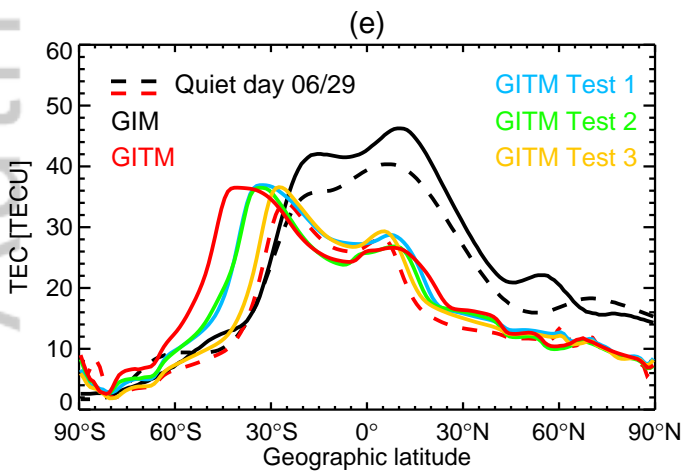 (e)
60
50
40
30
20
10
0
TEC [TECU]
Quiet day 06/29
GIM
GITM
GITM Test 1
GITM Test 2
GITM Test 3
90°S 60°S 30°S 0° 30°N 60°N 90°N
Geographic latitude